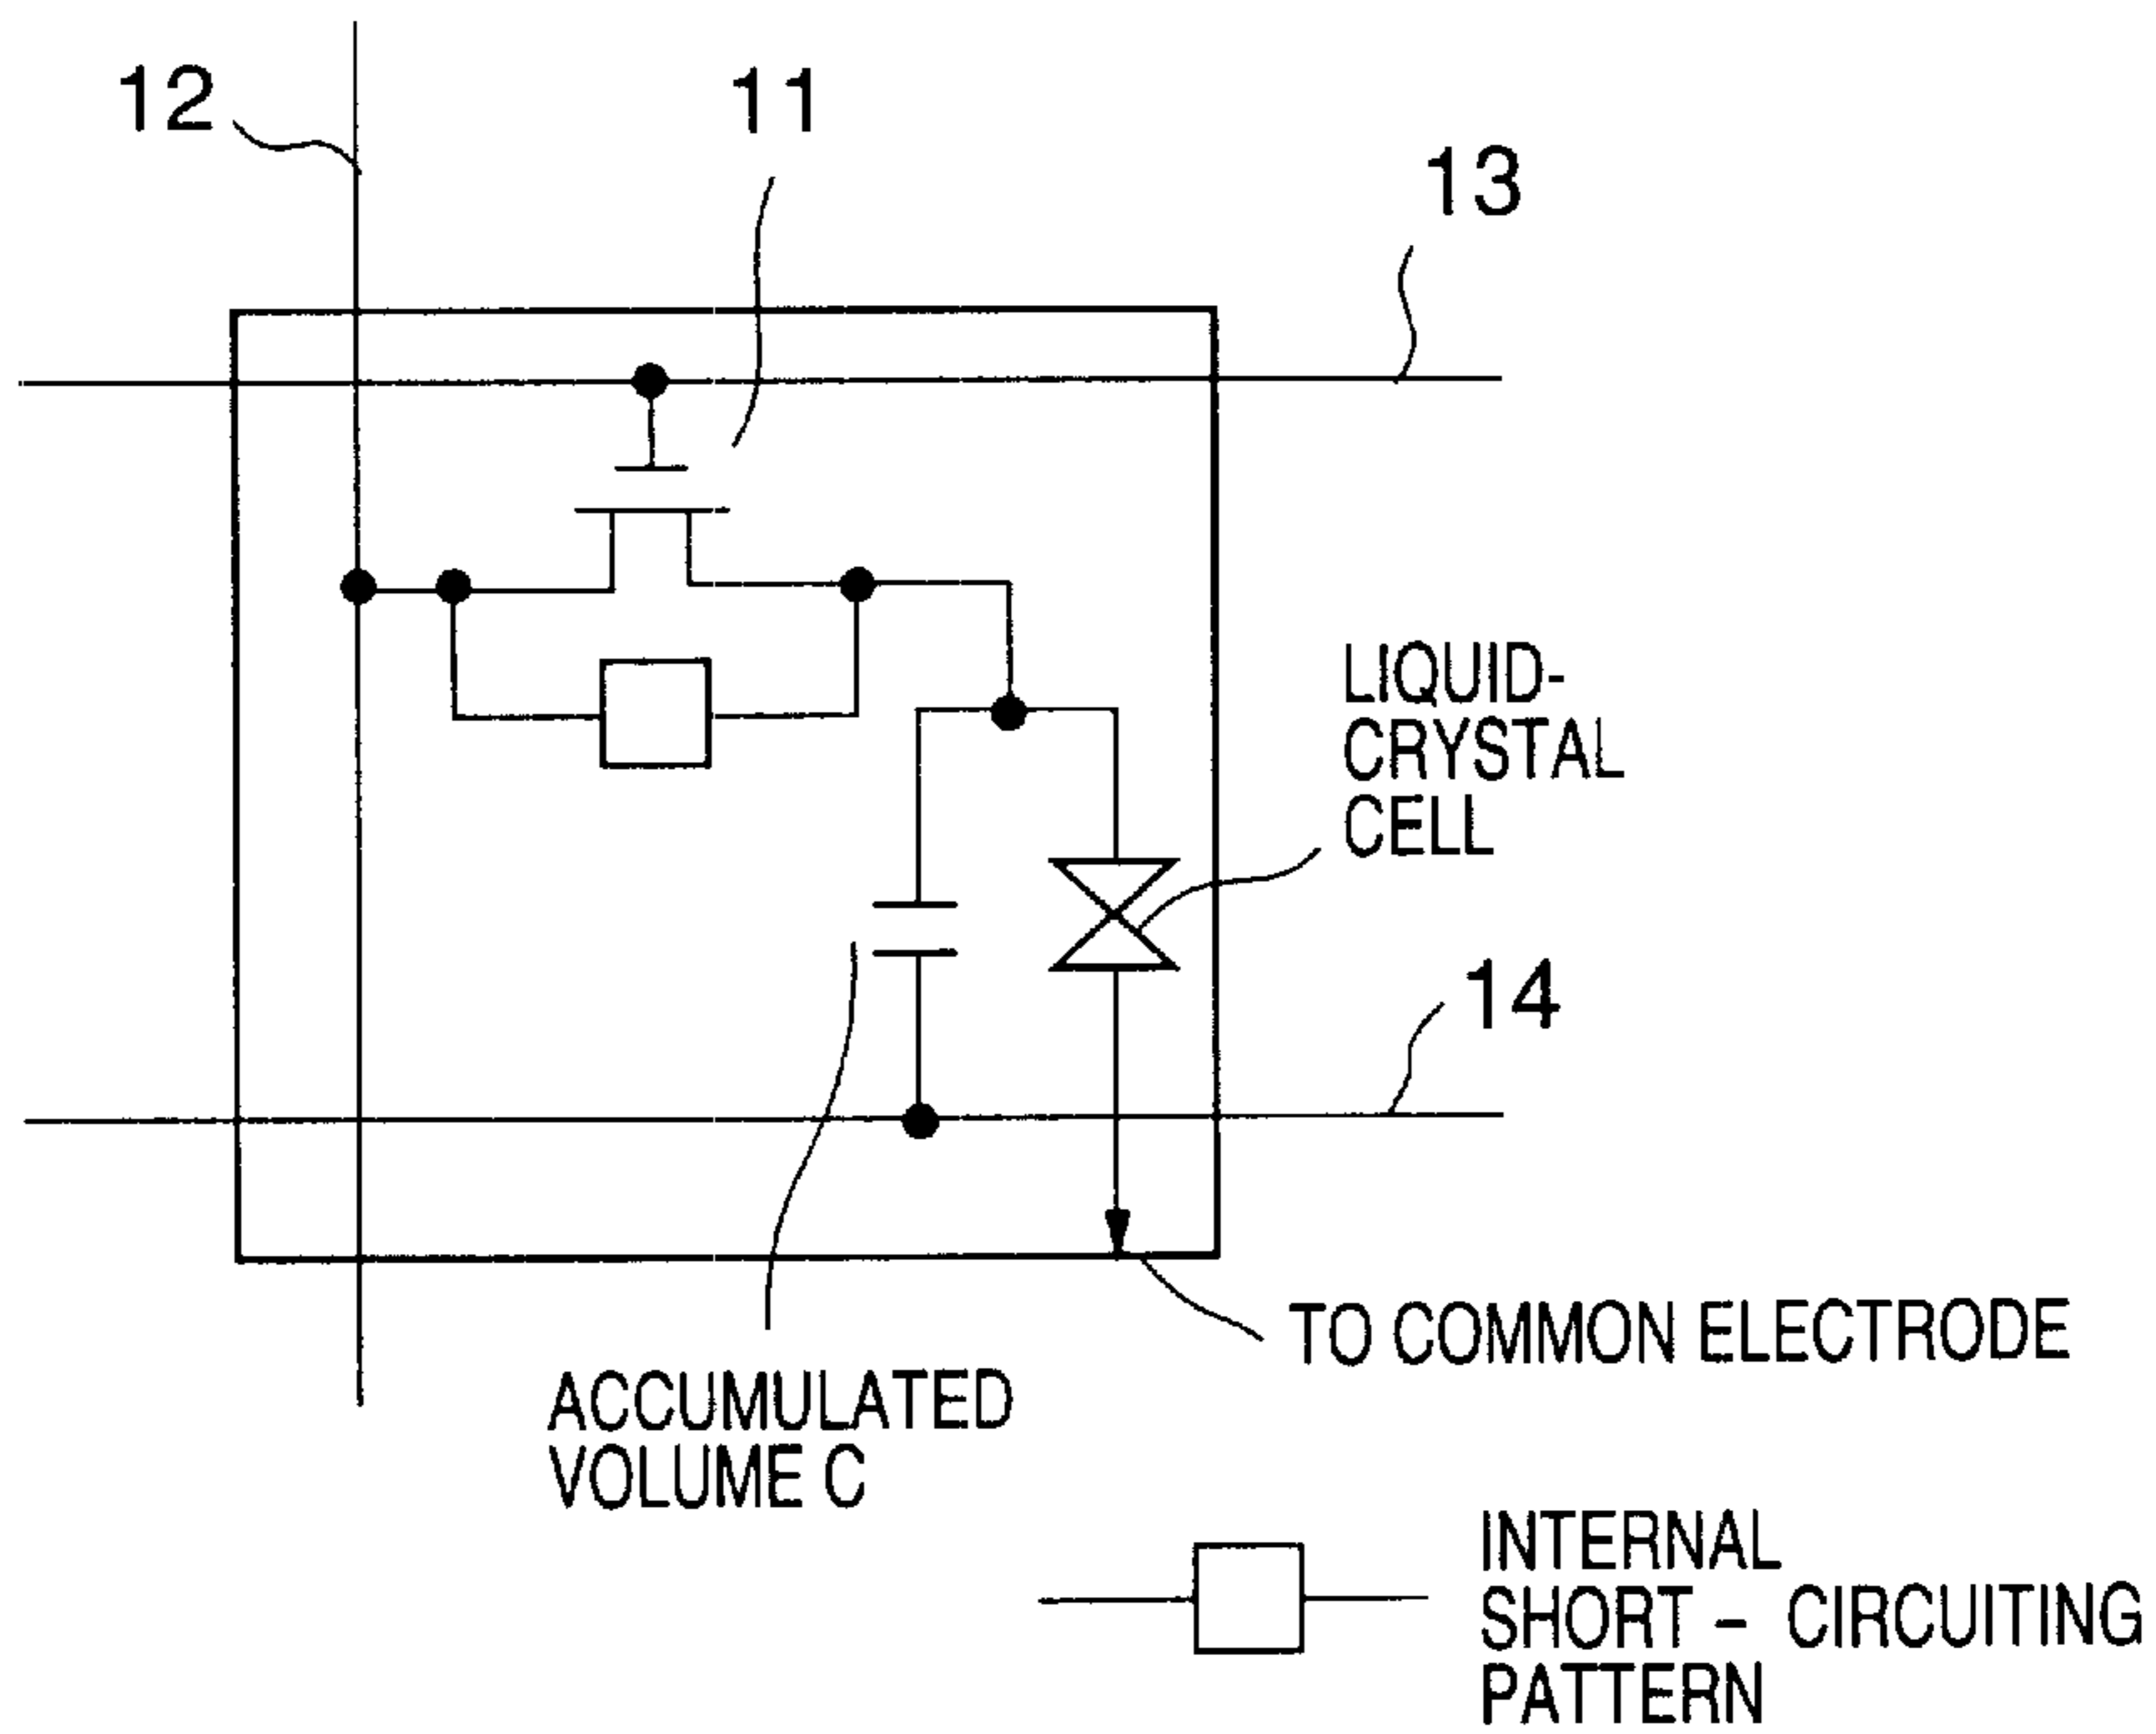 12
11
13
LIQUID-
CRYSTAL
CELL
14
TO COMMON ELECTRODE
ACCUMULATED
VOLUME C
INTERNAL
SHORT - CIRCUITING
PATTERN